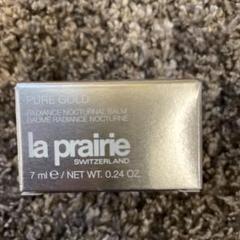 PURE GOLD
RADIANCE NOCTURNAL BALM
BAUME RADIANCE NOCTURNE
la prairie
SWITZERLAND
7 ml ℮ / NET WT. 0.24 OZ.